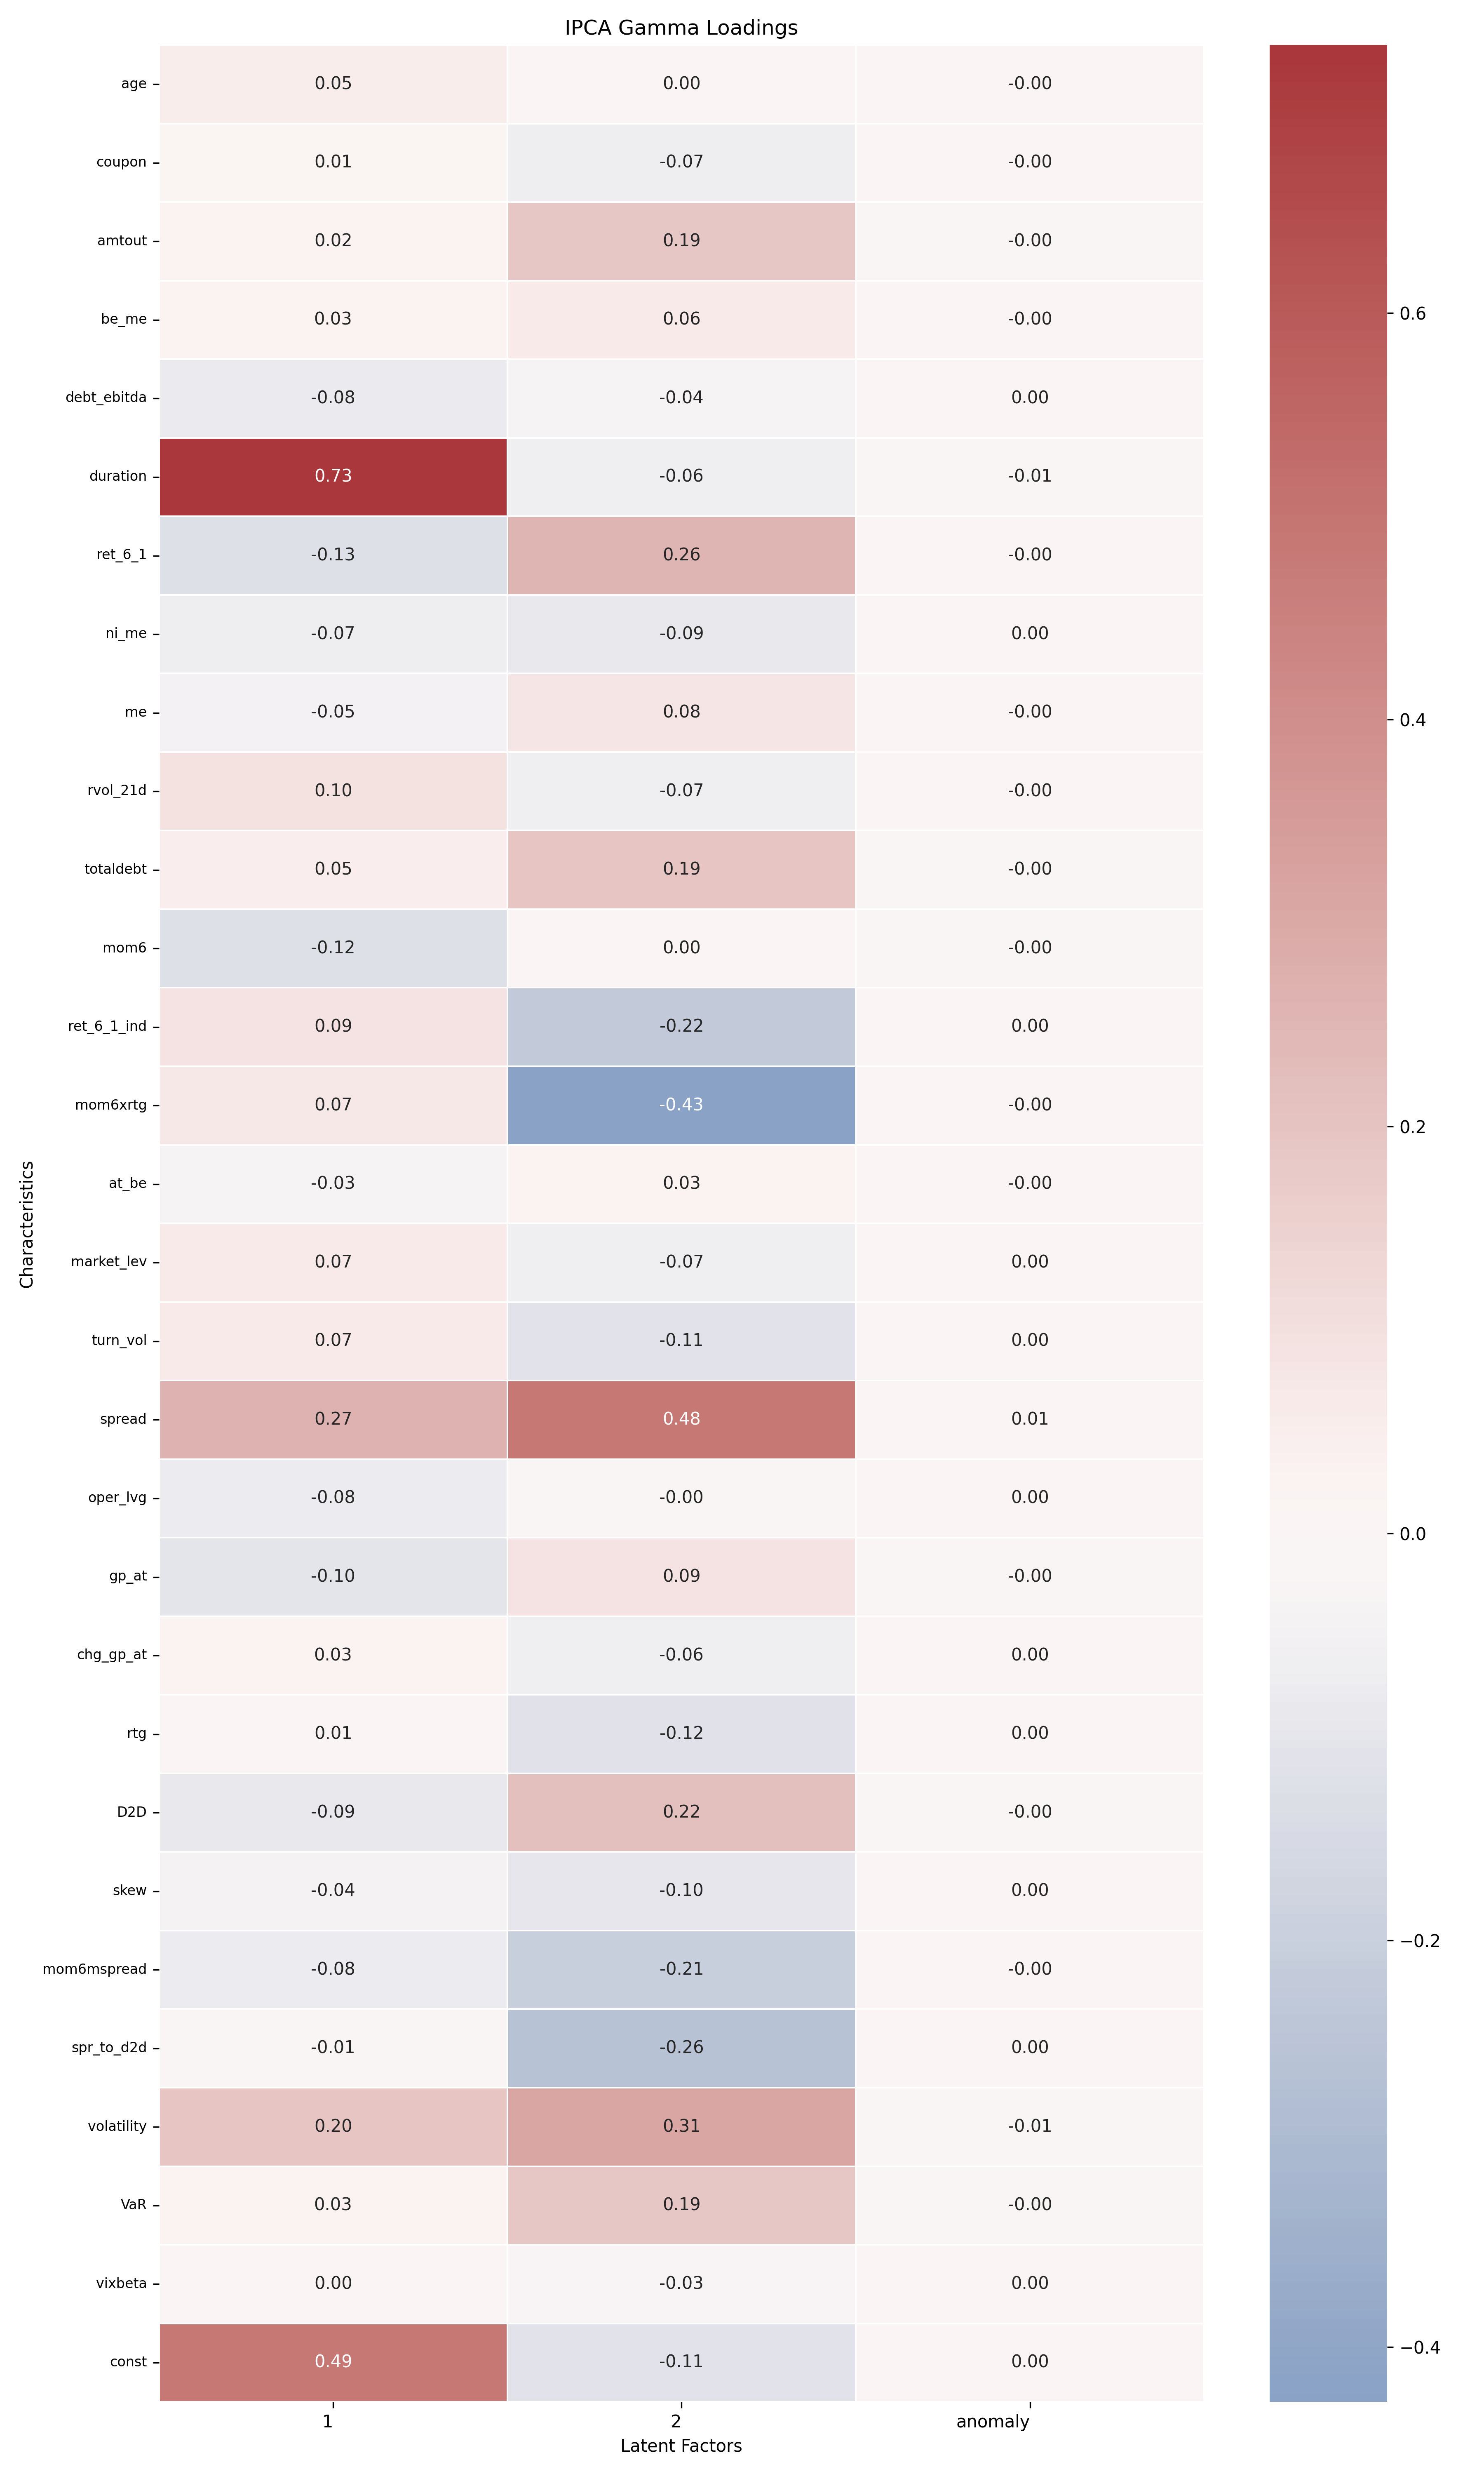 IPCA Gamma Loadings
age 0.05 0.00 -0.00
coupon 0.01 -0.07 -0.00
amtout 0.02 0.19 -0.00
be_me 0.03 0.06 -0.00
debt_ebitda -0.08 -0.04 0.00
duration 0.73 -0.06 -0.01
ret_6_1 -0.13 0.26 -0.00
ni_me -0.07 -0.09 0.00
me -0.05 0.08 -0.00
rvol_21d 0.10 -0.07 -0.00
totaldebt 0.05 0.19 -0.00
mom6 -0.12 0.00 -0.00
ret_6_1_ind 0.09 -0.22 0.00
mom6xrtg 0.07 -0.43 -0.00
at_be -0.03 0.03 -0.00
market_lev 0.07 -0.07 0.00
turn_vol 0.07 -0.11 0.00
spread 0.27 0.48 0.01
oper_lvg -0.08 -0.00 0.00
gp_at -0.10 0.09 -0.00
chg_gp_at 0.03 -0.06 0.00
rtg 0.01 -0.12 0.00
D2D -0.09 0.22 -0.00
skew -0.04 -0.10 0.00
mom6mspread -0.08 -0.21 -0.00
spr_to_d2d -0.01 -0.26 0.00
volatility 0.20 0.31 -0.01
VaR 0.03 0.19 -0.00
vixbeta 0.00 -0.03 0.00
const 0.49 -0.11 0.00
1 2 anomaly
Latent Factors
Characteristics
0.6
0.4
0.2
0.0
−0.2
−0.4